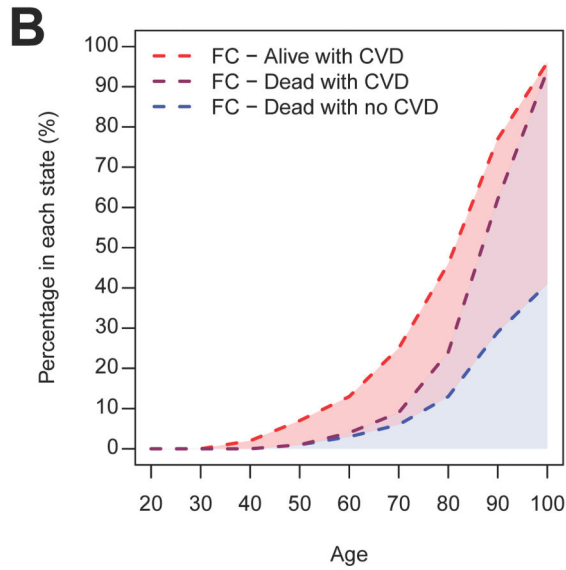 B
FC − Alive with CVD
FC − Dead with CVD
FC − Dead with no CVD
Percentage in each state (%)
100
90
80
70
60
50
40
30
20
10
0
20 30 40 50 60 70 80 90 100
Age